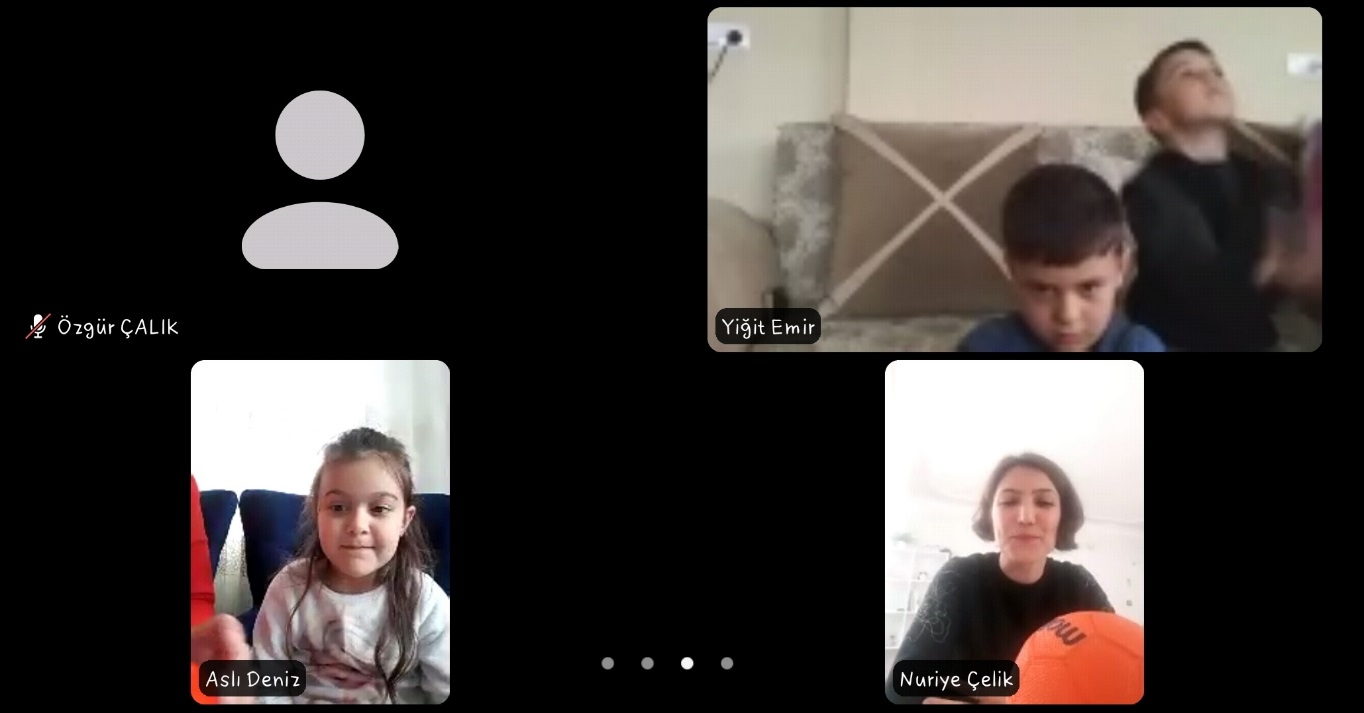 Özgür ÇALIK
Yiğit Emir
Aslı Deniz
Nuriye Çelik